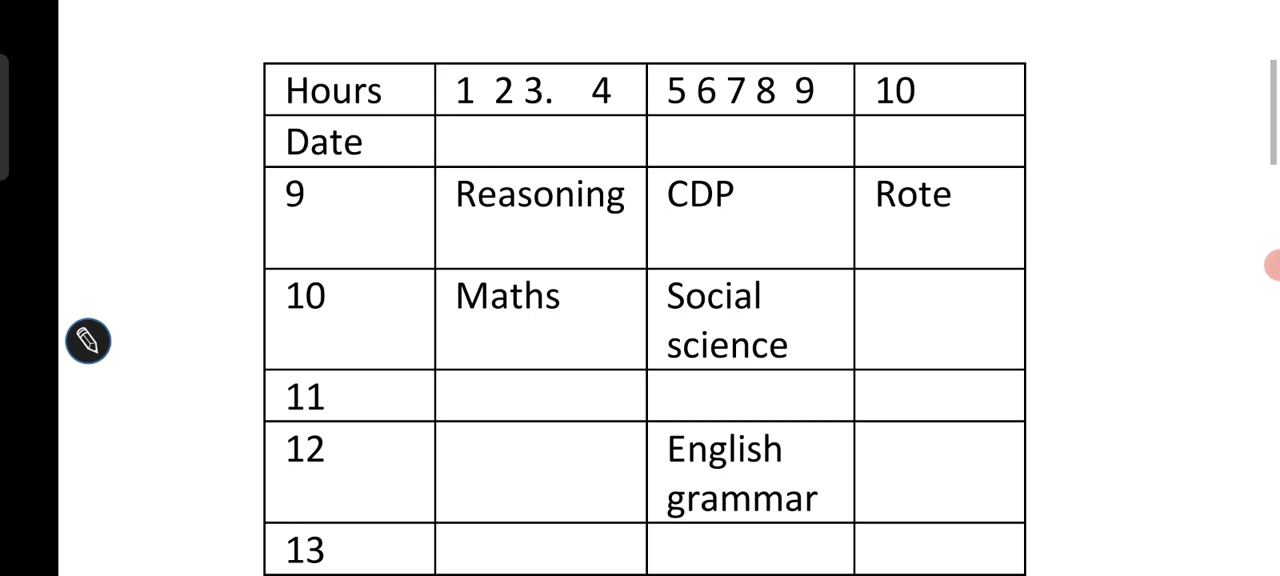 Hours 1 2 3. 4 5 6 7 8 9 10
Date
9 Reasoning CDP Rote
10 Maths Social
science
11
12 English
grammar
13